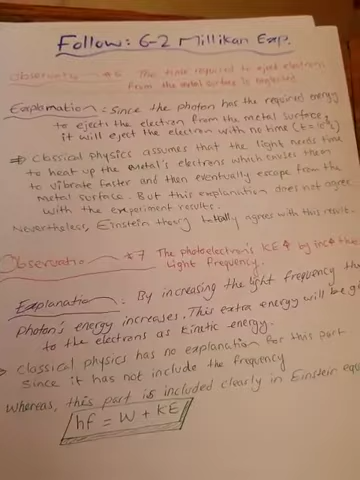 Follow: 6-2 Millikan Exp.
Observatio 6 The time required to eject electrons
from the metal surface is neglected
Explanation: Since the photon has the required energy
to ejects the electron from the metal surface,
it will eject the electron with no time
⇒ Classical physics assumes that the light needs time
to heat up the metal's electrons which causes them
to vibrate faster and then eventually escape from the
metal surface. But this explanation does not agree
with the experiment results.
Nevertheless, Einstein theory totally agrees with this result.
Observatio 7 The photoelectron's KE↑ by inc↑ the
Light Frequency.
Explanation: By increasing the light frequency the
photon's energy increases. This extra energy will be
to the electrons as kinetic energy.
Classical physics has no explanation for this part
since it has not include the frequency
whereas, this part is included clearly in Einstein equ
hf = W + KE